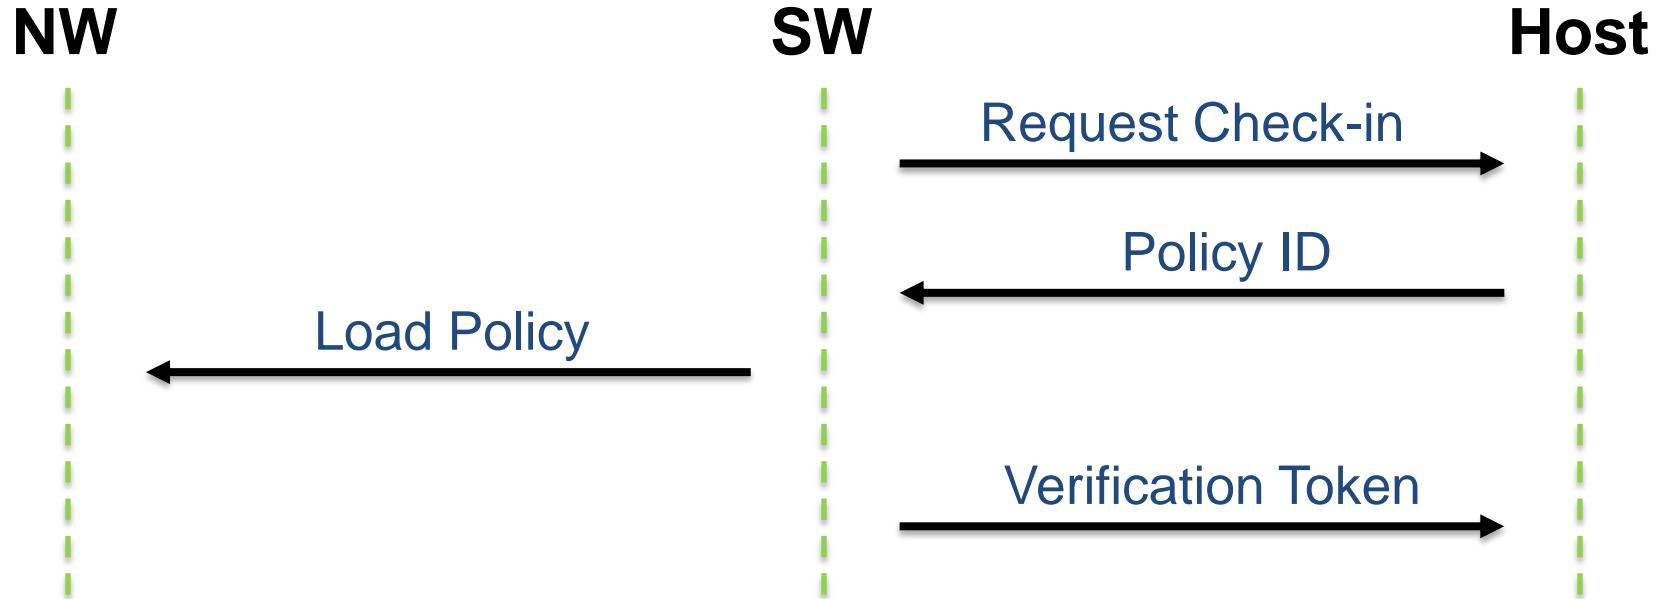 NW SW Host
Request Check-in
Policy ID
Load Policy
Verification Token